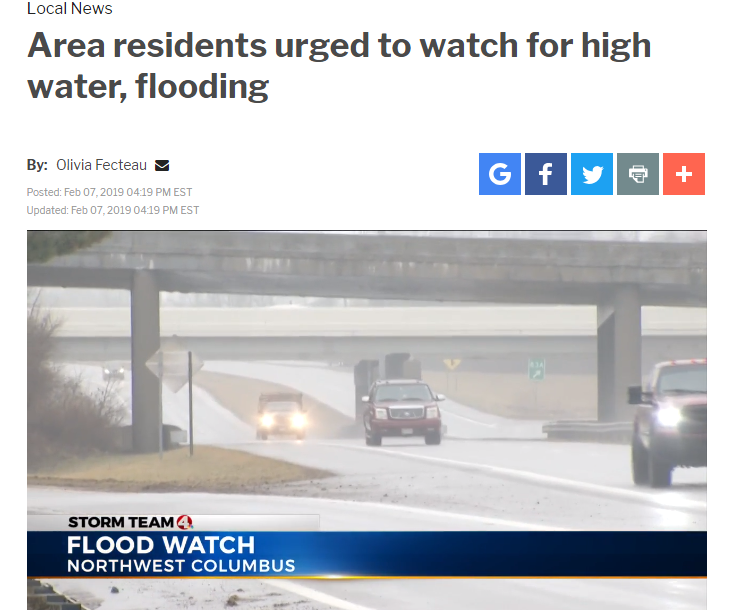 Local News
Area residents urged to watch for high
water, flooding
By: Olivia Fecteau
Posted: Feb 07, 2019 04:19 PM EST
Updated: Feb 07, 2019 04:19 PM EST
STORM TEAM 4
FLOOD WATCH
NORTHWEST COLUMBUS